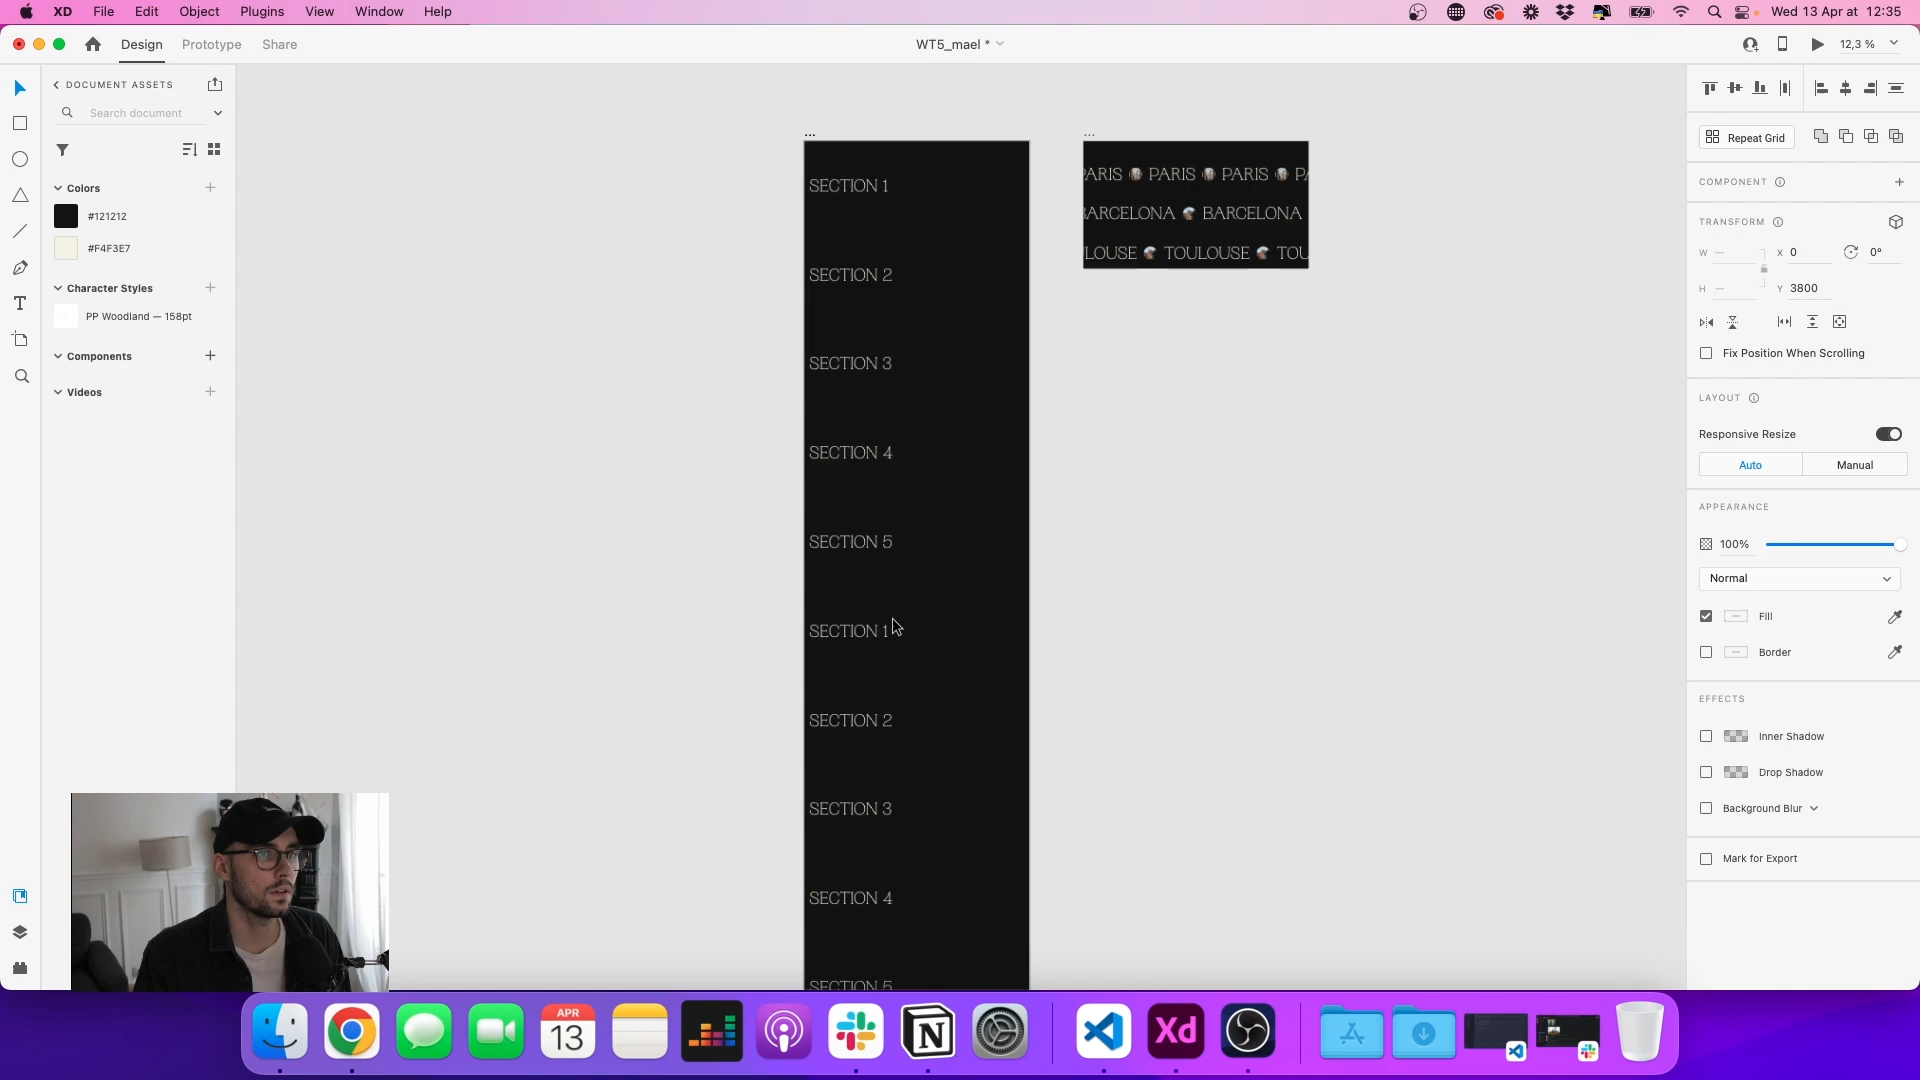 XD File Edit Object Plugins View Window Help
Wed 13 Apr at 12:35
Design Prototype Share
WT5_mael *
12,3 %
DOCUMENT ASSETS
Search document
Colors
#121212
#F4F3E7
Character Styles
PP Woodland — 158pt
Components
Videos
...
SECTION 1
SECTION 2
SECTION 3
SECTION 4
SECTION 5
SECTION 1
SECTION 2
SECTION 3
SECTION 4
SECTION 5
...
PARIS PARIS PARIS PA
BARCELONA BARCELONA
LOUSE TOULOUSE TOU
Repeat Grid
COMPONENT
TRANSFORM
W — X 0 0°
H — Y 3800
Fix Position When Scrolling
LAYOUT
Responsive Resize
Auto Manual
APPEARANCE
100%
Normal
Fill
Border
EFFECTS
Inner Shadow
Drop Shadow
Background Blur
Mark for Export
APR
13
N
Xd